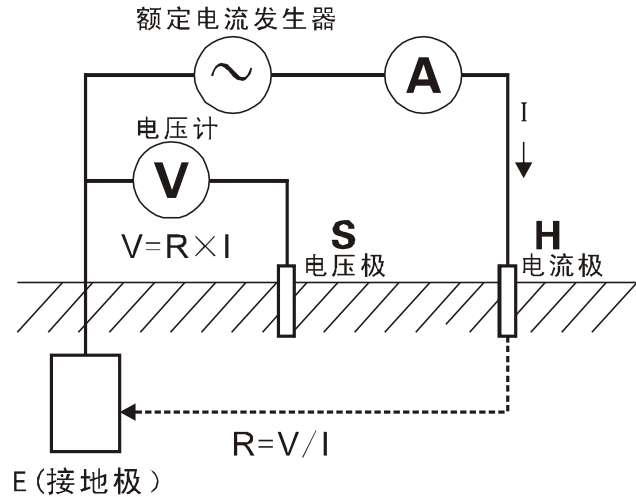 额定电流发生器
A
I
电压计
V
V=R×I
S
电压极
H
电流极
R=V/I
E(接地极)